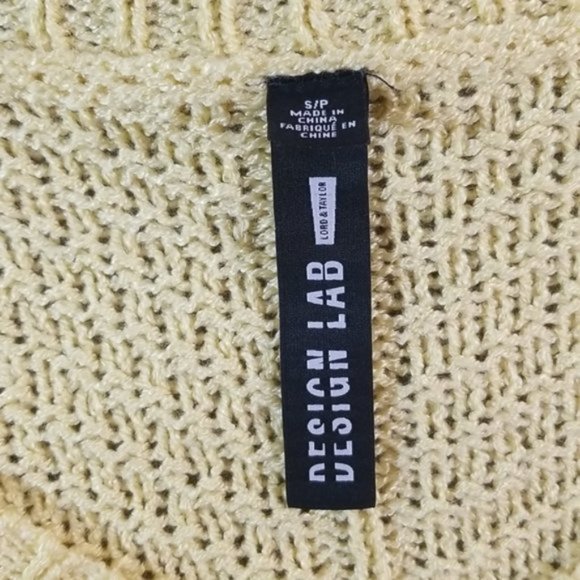 S/P
MADE IN
CHINA
FABRIQUÉ EN
CHINE
LORD & TAYLOR
DESIGN LAB